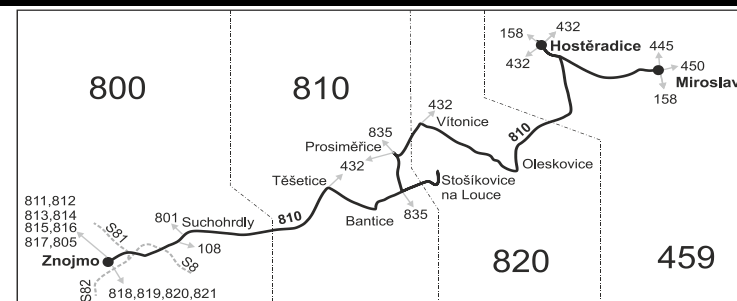 158
432
Hostěradice
432
445
450
Miroslav
158
800
810
432
Vítonice
835
Prosiměřice
432
810
Oleskovice
Těšetice
Stošíkovice
na Louce
811,812
813,814
815,816
817,805
801
Suchohrdly
810
Bantice
835
S81
108
Znojmo
S8
820
459
S82
818,819,820,821